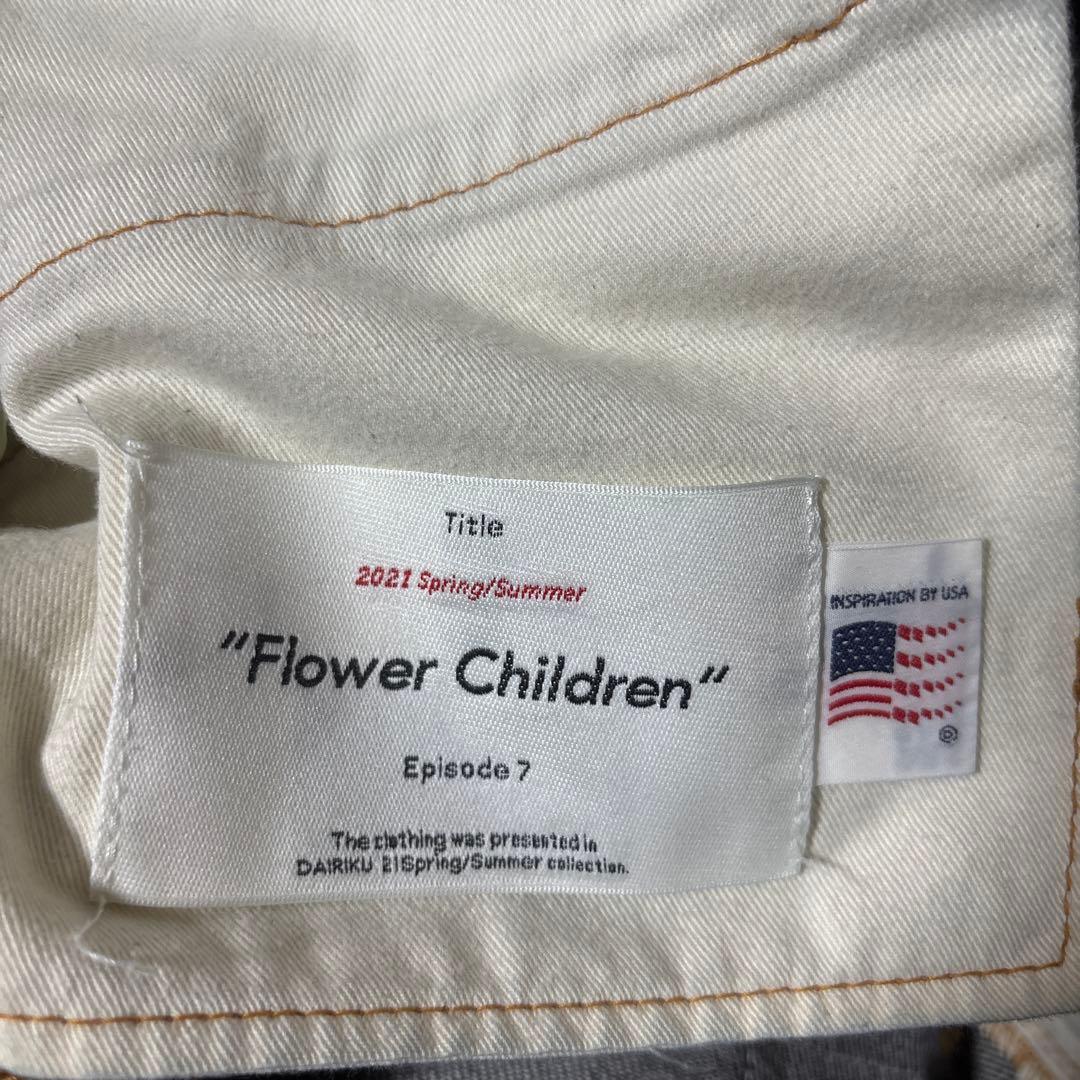 Title
2021 Spring/Summer
"Flower Children"
Episode 7
The clothing was presented in
DAIRIKU 21Spring/Summer collection.
INSPIRATION BY USA